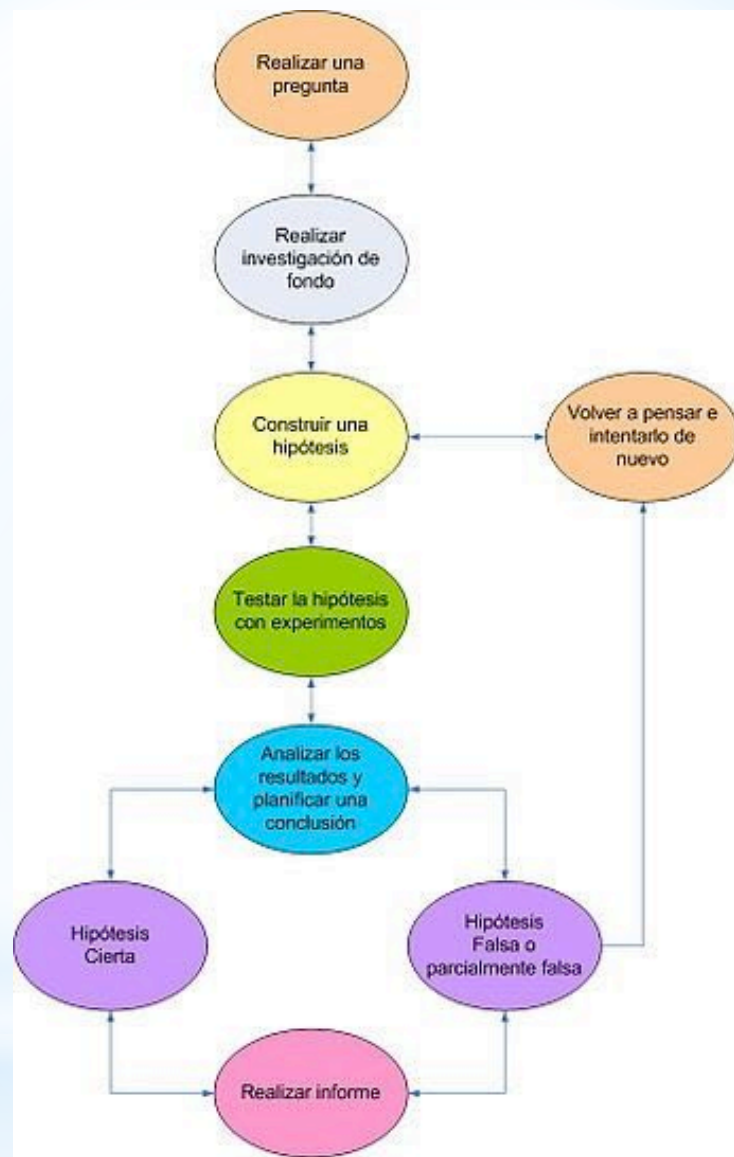 Realizar una
pregunta
Realizar
investigación de
fondo
Construir una
hipótesis
Volver a pensar e
intentarlo de
nuevo
Testar la hipótesis
con experimentos
Analizar los
resultados y
planificar una
conclusión
Hipótesis
Cierta
Hipótesis
Falsa o
parcialmente falsa
Realizar informe